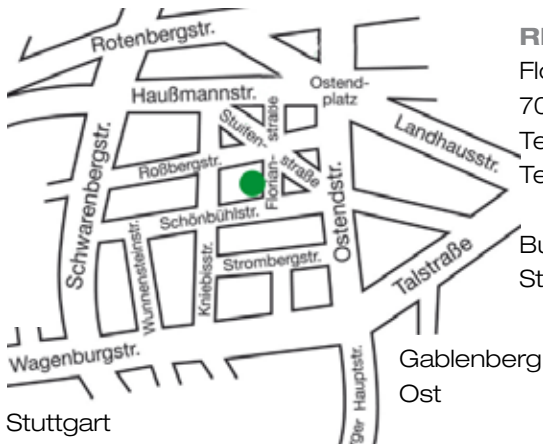 Rotenbergstr.
Haußmannstr.
Ostend-
platz
Stuifen-
straße
Florian-
straße
Landhausstr.
Roßbergstr.
Schwarenbergstr.
Schönbühlstr.
Ostendstr.
Wunnensteinstr.
Kniebisstr.
Strombergstr.
Talstraße
Wagenburgstr.
Hauptstr.
Gablenberg
Ost
Stuttgart